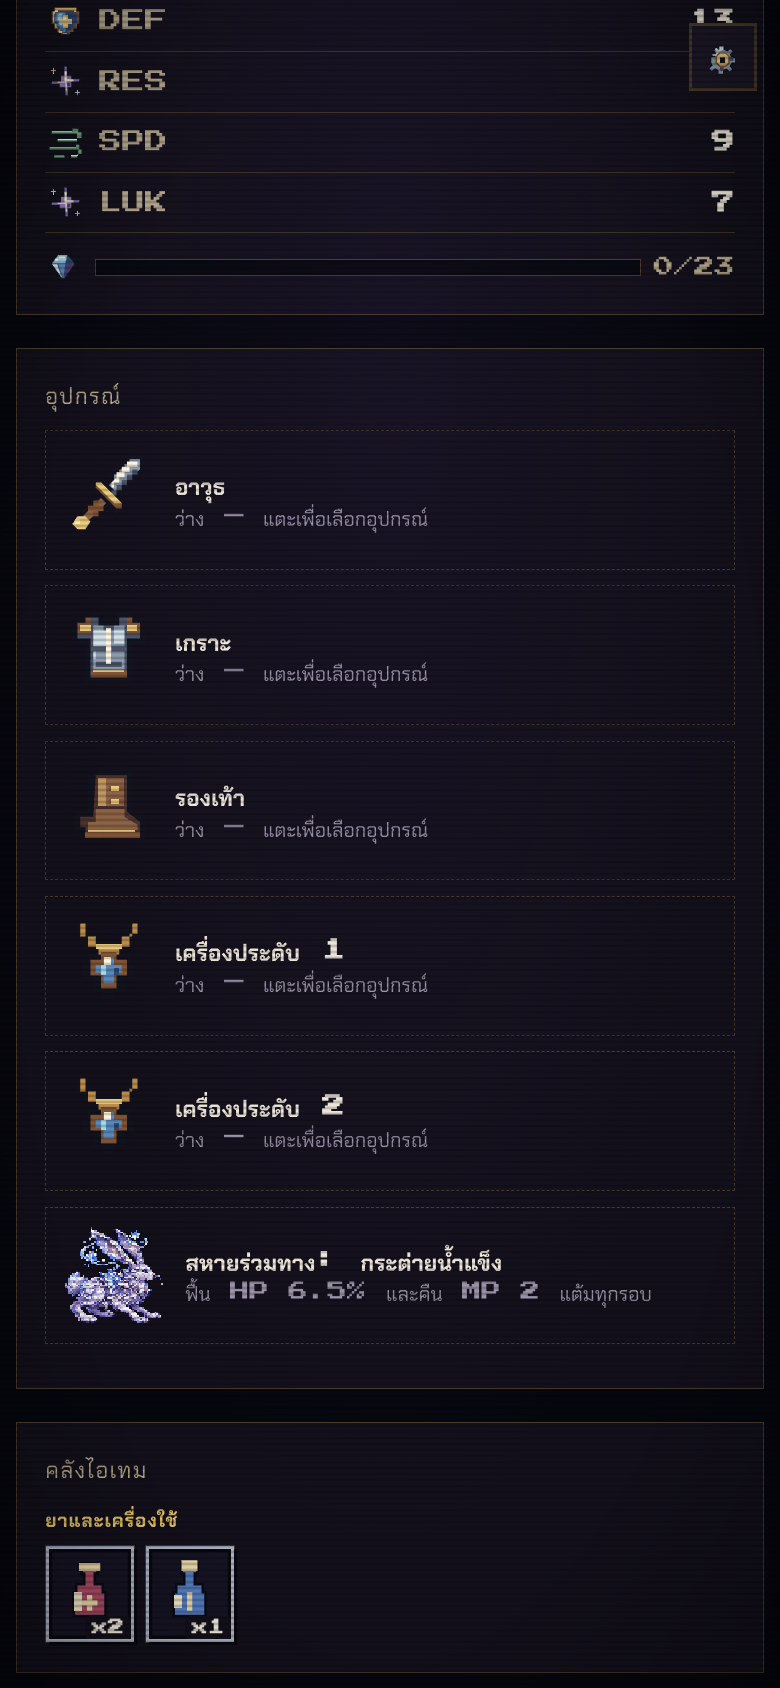 DEF 13
RES
SPD 9
LUK 7
0/23
อุปกรณ์
อาวุธ
ว่าง — แตะเพื่อเลือกอุปกรณ์
เกราะ
ว่าง — แตะเพื่อเลือกอุปกรณ์
รองเท้า
ว่าง — แตะเพื่อเลือกอุปกรณ์
เครื่องประดับ 1
ว่าง — แตะเพื่อเลือกอุปกรณ์
เครื่องประดับ 2
ว่าง — แตะเพื่อเลือกอุปกรณ์
สหายร่วมทาง: กระต่ายน้ำแข็ง
ฟื้น HP 6.5% และคืน MP 2 แต้มทุกรอบ
คลังไอเทม
ยาและเครื่องใช้
x2 x1